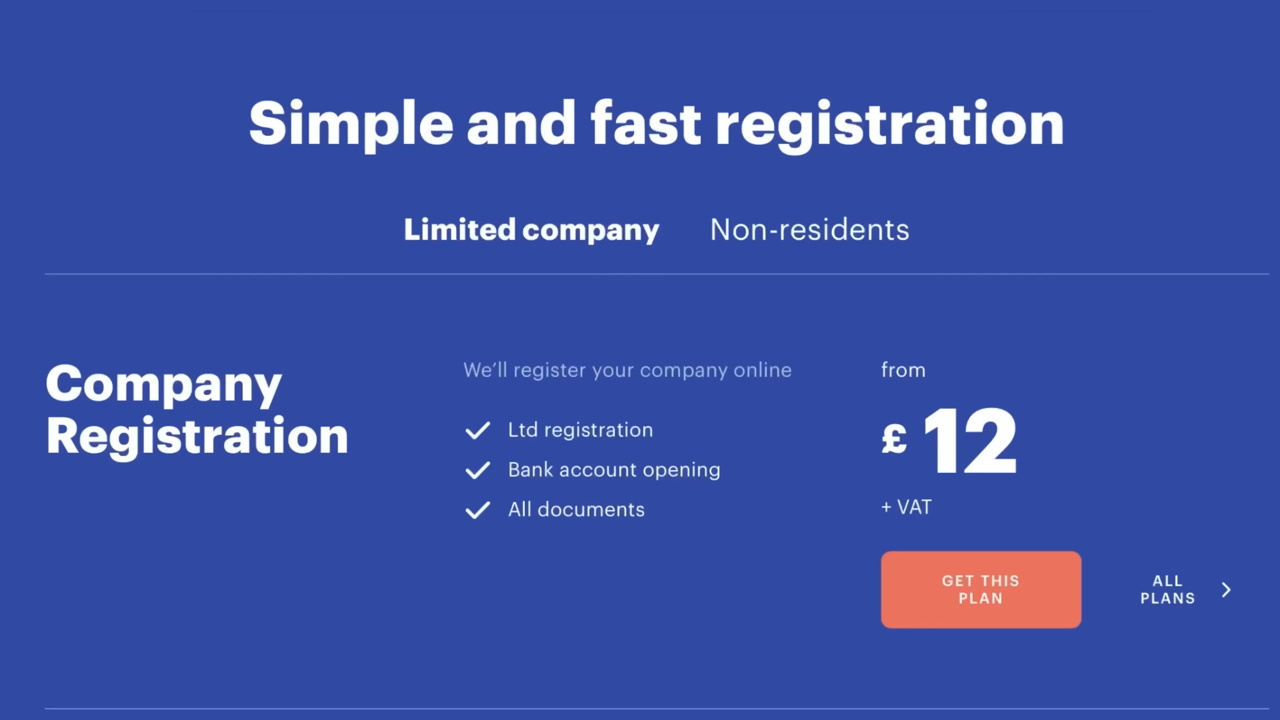 Simple and fast registration
Limited company Non-residents
Company
Registration
We'll register your company online
Ltd registration
Bank account opening
All documents
from
£ 12
+ VAT
GET THIS
PLAN
ALL
PLANS